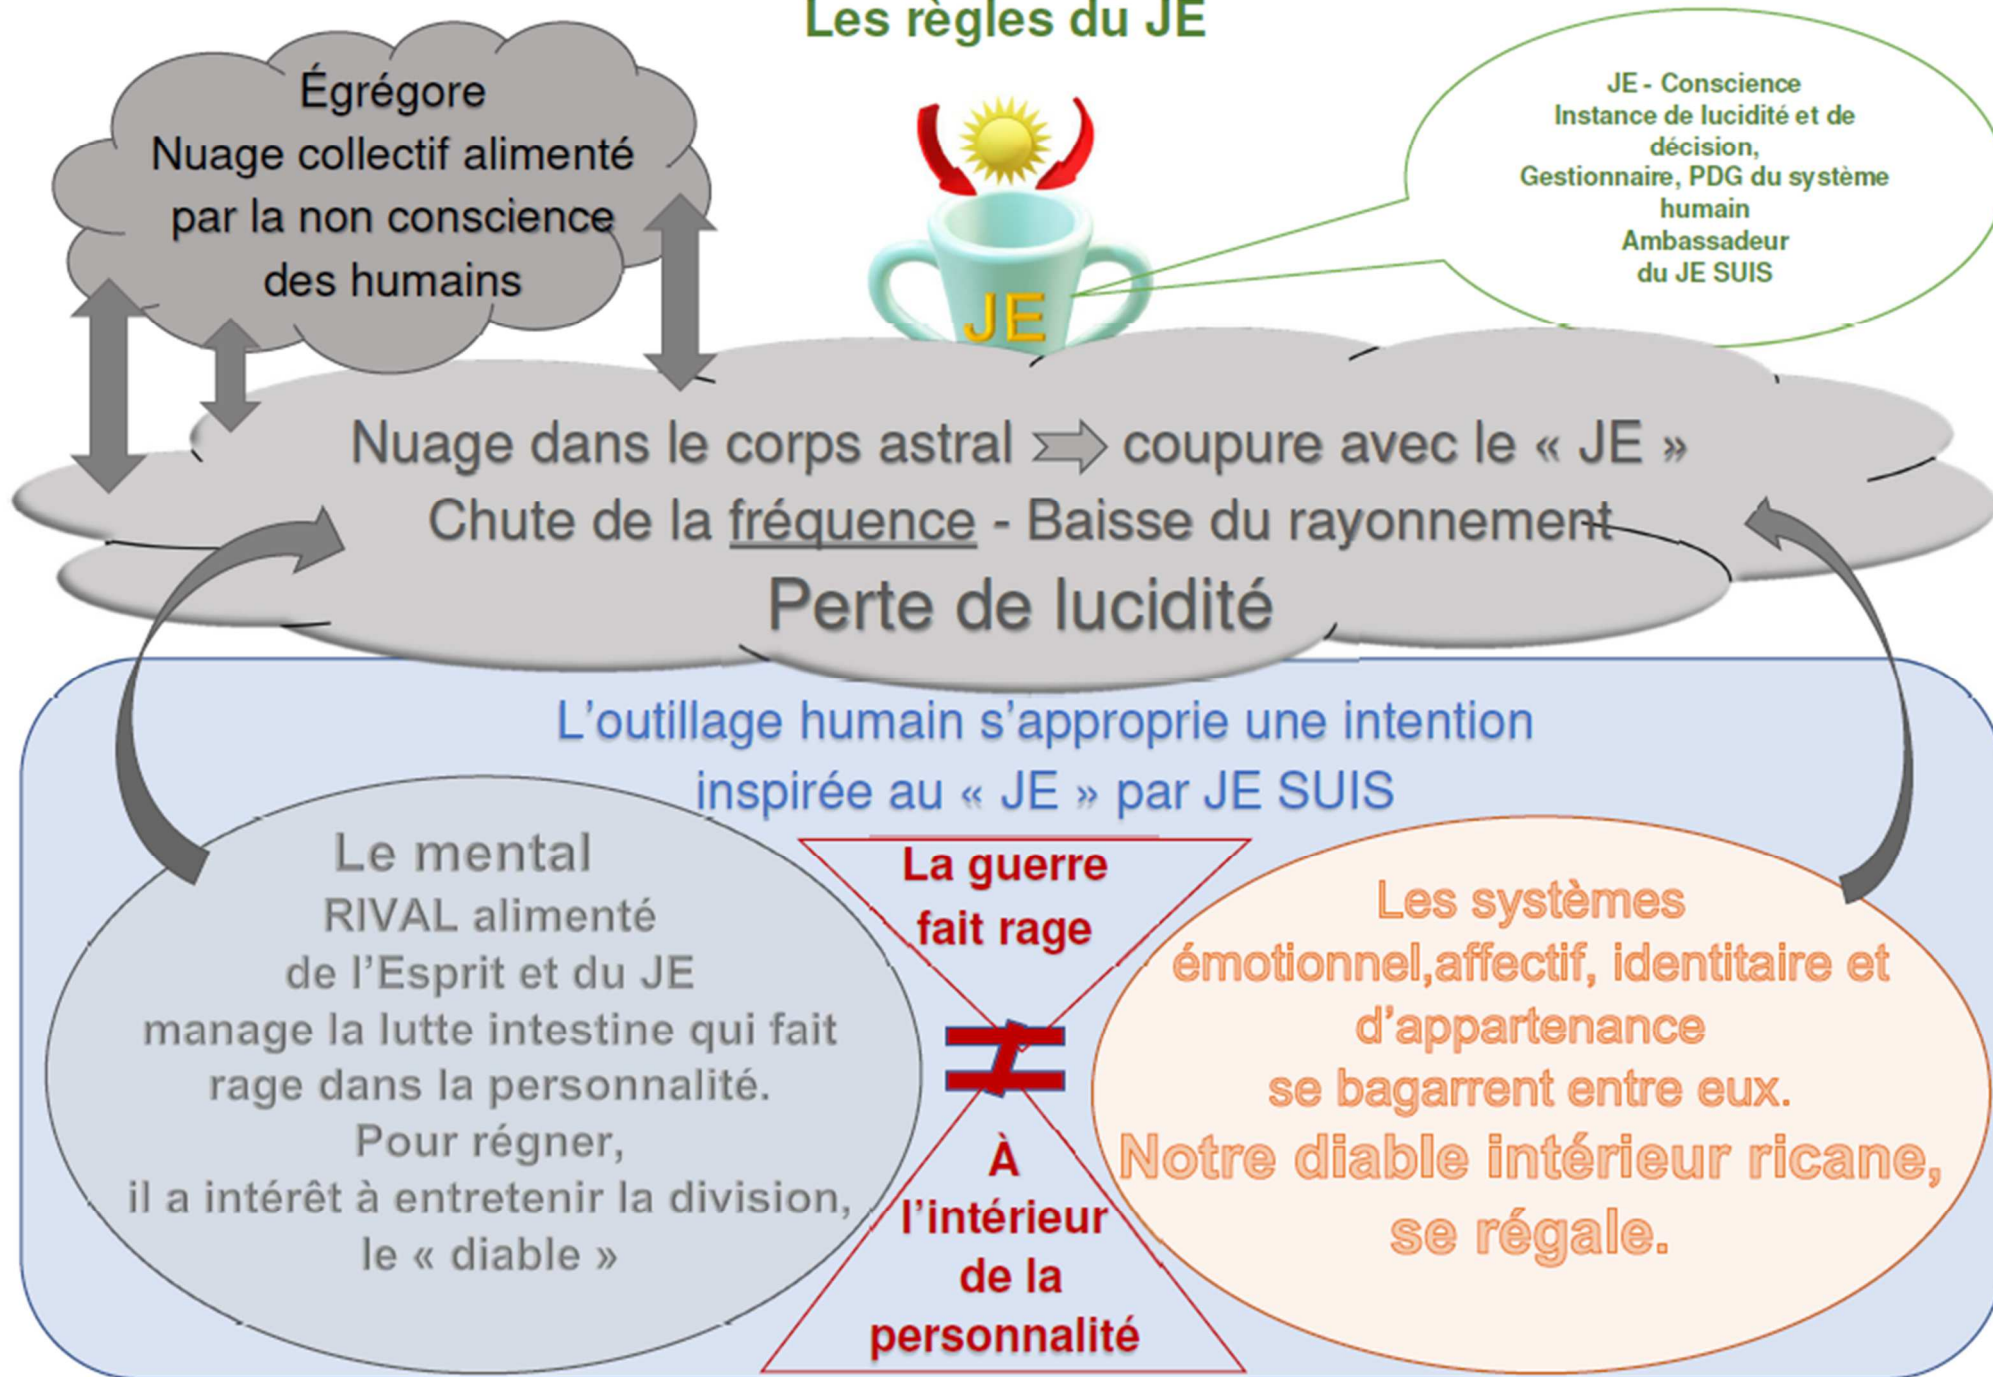 Les règles du JE
Égrégore
Nuage collectif alimenté
par la non conscience
des humains
JE - Conscience
Instance de lucidité et de
décision,
Gestionnaire, PDG du système
humain
Ambassadeur
du JE SUIS
JE
Nuage dans le corps astral coupure avec le « JE »
Chute de la fréquence - Baisse du rayonnement
Perte de lucidité
L'outillage humain s'approprie une intention
inspirée au « JE » par JE SUIS
Le mental
RIVAL alimenté
de l'Esprit et du JE
manage la lutte intestine qui fait
rage dans la personnalité.
Pour régner,
il a intérêt à entretenir la division,
le « diable »
La guerre
fait rage
≠
À
l'intérieur
de la
personnalité
Les systèmes
émotionnel,affectif, identitaire et
d'appartenance
se bagarrent entre eux.
Notre diable intérieur ricane,
se régale.